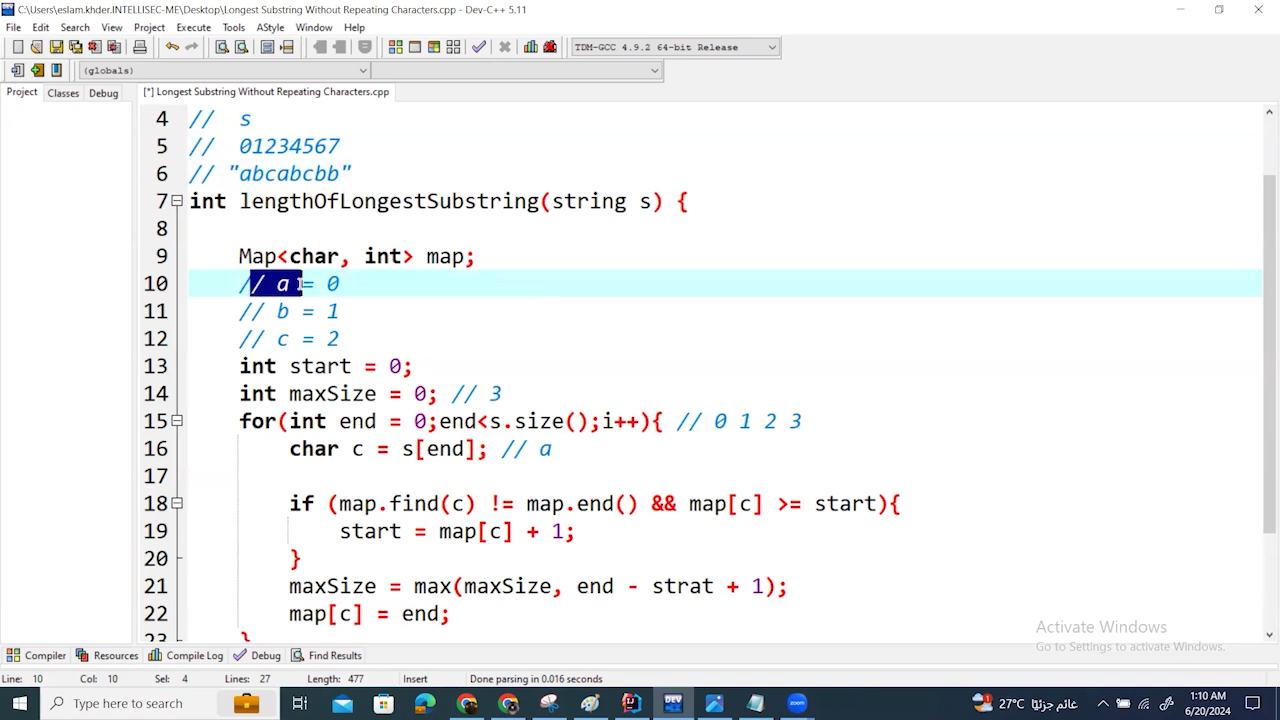 C:\Users\eslam.khder.INTELLISEC-ME\Desktop\Longest Substring Without Repeating Characters.cpp - Dev-C++ 5.11
File Edit Search View Project Execute Tools AStyle Window Help
TDM-GCC 4.9.2 64-bit Release
(globals)
Project Classes Debug
[*] Longest Substring Without Repeating Characters.cpp
4 // s
5 // 01234567
6 // "abcabcbb"
7 int lengthOfLongestSubstring(string s) {
8
9 Map<char, int> map;
10 // a = 0
11 // b = 1
12 // c = 2
13 int start = 0;
14 int maxSize = 0; // 3
15 for(int end = 0;end<s.size();i++){ // 0 1 2 3
16 char c = s[end]; // a
17
18 if (map.find(c) != map.end() && map[c] >= start){
19 start = map[c] + 1;
20 }
21 maxSize = max(maxSize, end - strat + 1);
22 map[c] = end;
23 }
Activate Windows
Go to Settings to activate Windows.
Compiler Resources Compile Log Debug Find Results
Line: 10 Col: 10 Sel: 4 Lines: 27 Length: 477 Insert Done parsing in 0.016 seconds
Type here to search
DEV
zoom
27°C غائم جزئيًا
1:10 AM
6/20/2024